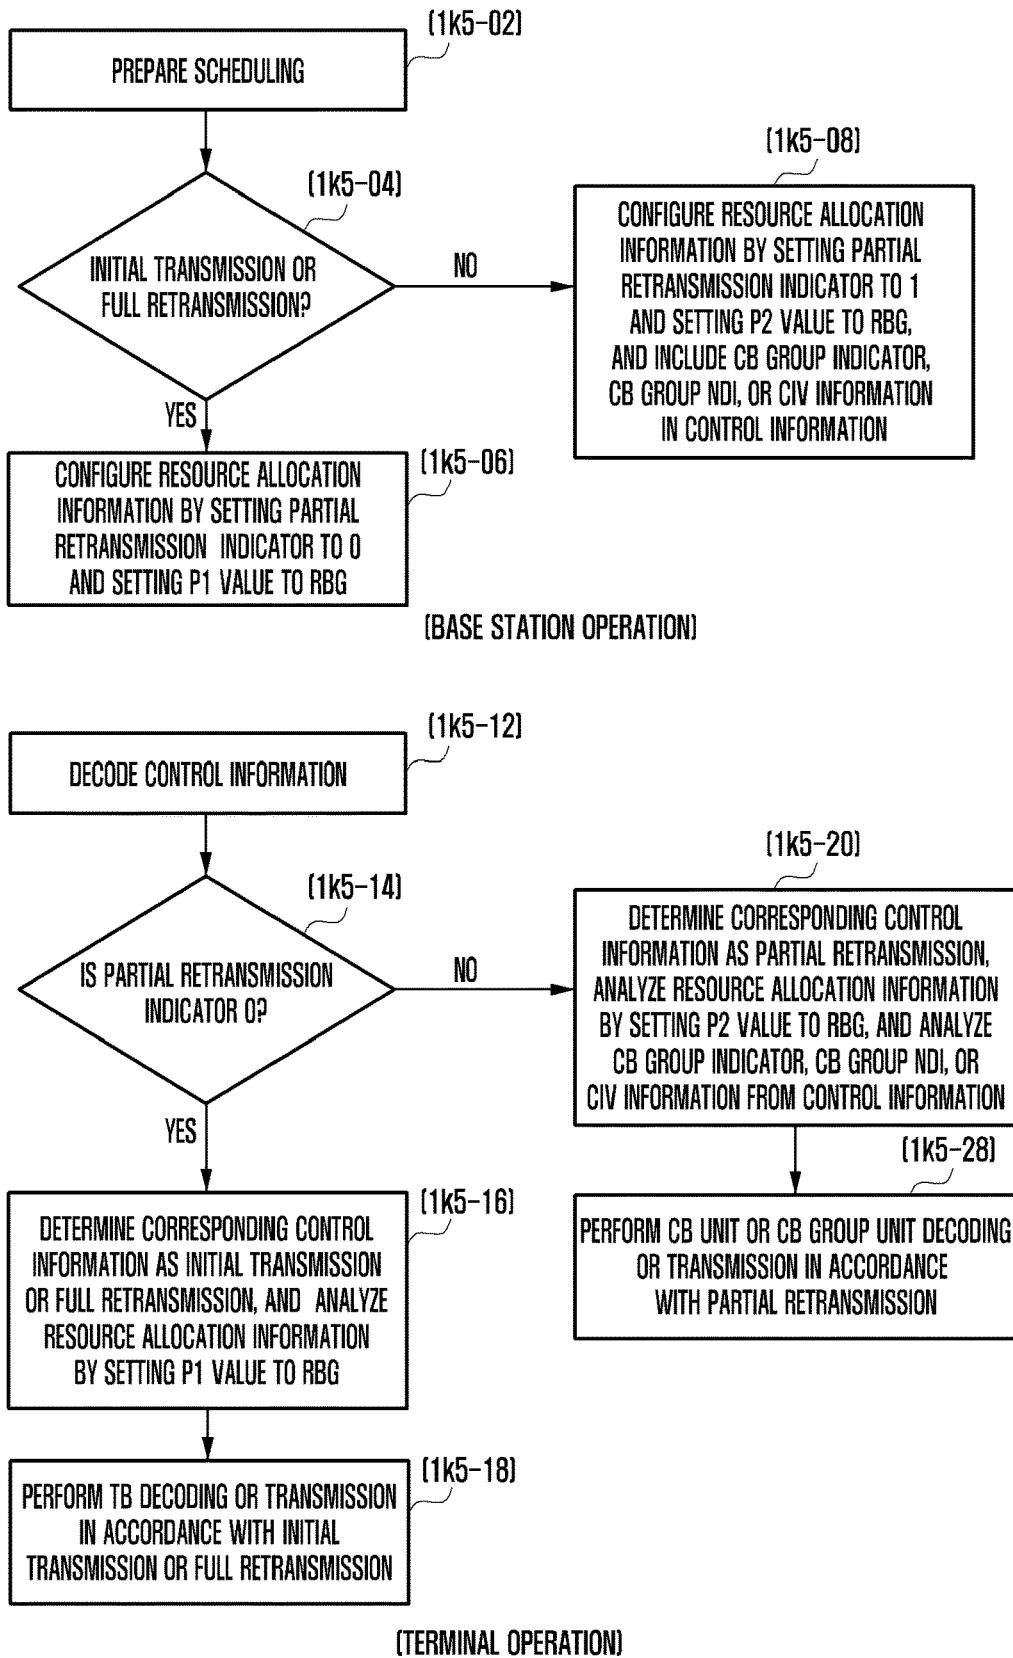 (1k5-02)
PREPARE SCHEDULING
(1k5-04)
INITIAL TRANSMISSION OR
FULL RETRANSMISSION?
NO
YES
(1k5-08)
CONFIGURE RESOURCE ALLOCATION
INFORMATION BY SETTING PARTIAL
RETRANSMISSION INDICATOR TO 1
AND SETTING P2 VALUE TO RBG,
AND INCLUDE CB GROUP INDICATOR,
CB GROUP NDI, OR CIV INFORMATION
IN CONTROL INFORMATION
(1k5-06)
CONFIGURE RESOURCE ALLOCATION
INFORMATION BY SETTING PARTIAL
RETRANSMISSION INDICATOR TO 0
AND SETTING P1 VALUE TO RBG
(BASE STATION OPERATION)
(1k5-12)
DECODE CONTROL INFORMATION
(1k5-14)
IS PARTIAL RETRANSMISSION
INDICATOR 0?
NO
YES
(1k5-20)
DETERMINE CORRESPONDING CONTROL
INFORMATION AS PARTIAL RETRANSMISSION,
ANALYZE RESOURCE ALLOCATION INFORMATION
BY SETTING P2 VALUE TO RBG, AND ANALYZE
CB GROUP INDICATOR, CB GROUP NDI, OR
CIV INFORMATION FROM CONTROL INFORMATION
(1k5-28)
PERFORM CB UNIT OR CB GROUP UNIT DECODING
OR TRANSMISSION IN ACCORDANCE
WITH PARTIAL RETRANSMISSION
(1k5-16)
DETERMINE CORRESPONDING CONTROL
INFORMATION AS INITIAL TRANSMISSION
OR FULL RETRANSMISSION, AND ANALYZE
RESOURCE ALLOCATION INFORMATION
BY SETTING P1 VALUE TO RBG
(1k5-18)
PERFORM TB DECODING OR TRANSMISSION
IN ACCORDANCE WITH INITIAL
TRANSMISSION OR FULL RETRANSMISSION
(TERMINAL OPERATION)